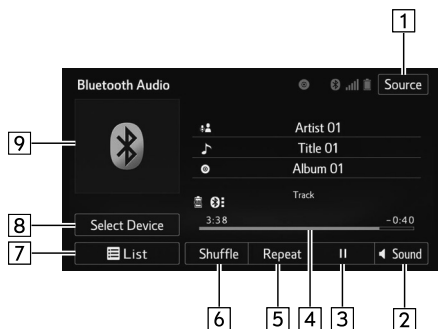 1
Bluetooth Audio
Source
Artist 01
Title 01
Album 01
9
Track
3:38
-0:40
8
Select Device
7
List
Shuffle
Repeat
Sound
6
5
4
3
2